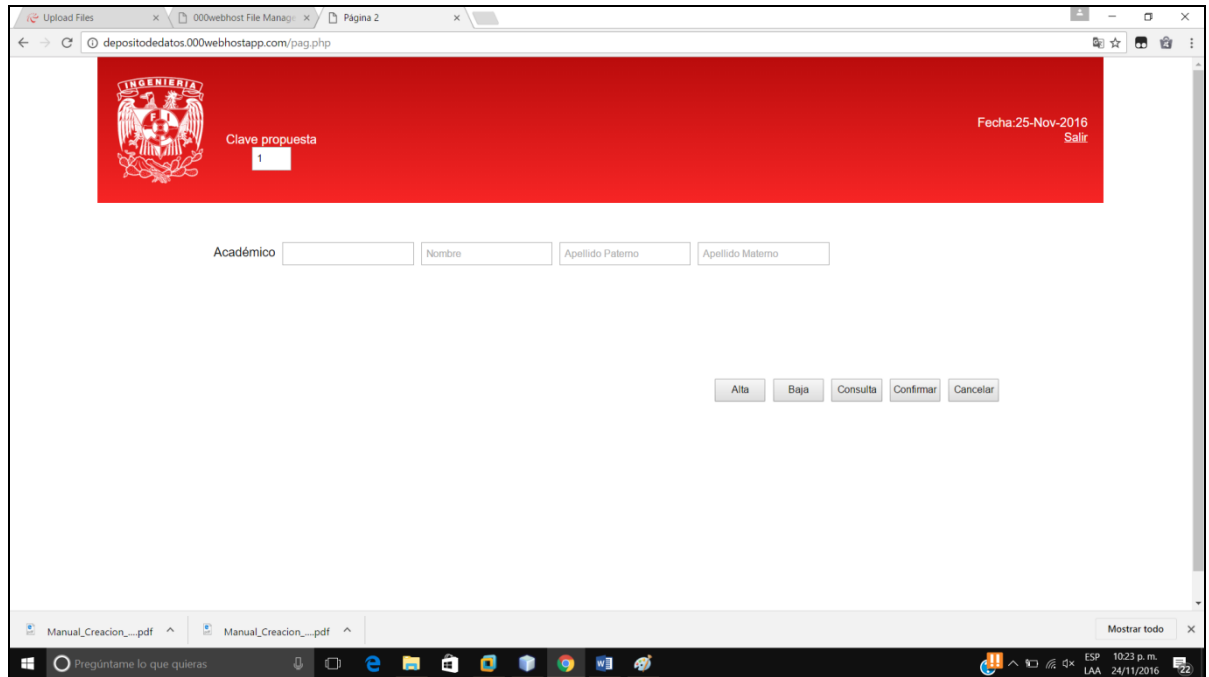 Upload Files
000webhost File Manage
Página 2
depositodedatos.000webhostapp.com/pag.php
INGENIERIA
F I
Clave propuesta
1
Fecha:25-Nov-2016
Salir
Académico
Nombre
Apellido Paterno
Apellido Materno
Alta
Baja
Consulta
Confirmar
Cancelar
Manual_Creacion_....pdf
Manual_Creacion_....pdf
Mostrar todo
Pregúntame lo que quieras
ESP
LAA
10:23 p. m.
24/11/2016
22